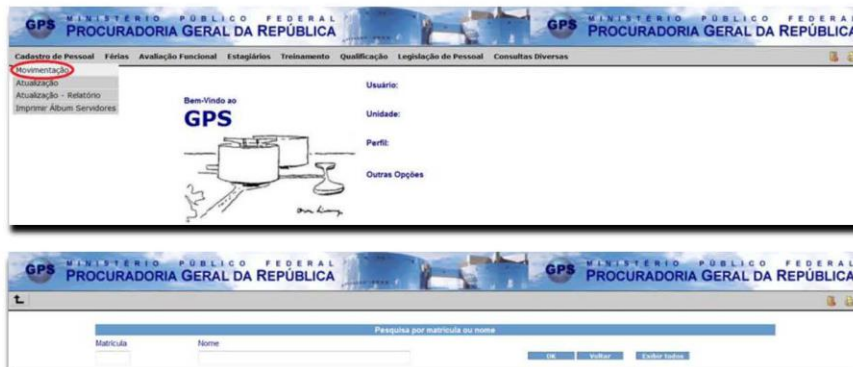 GPS MINISTÉRIO PÚBLICO FEDERAL
PROCURADORIA GERAL DA REPÚBLICA
GPS MINISTÉRIO PÚBLICO FEDERAL
PROCURADORIA GERAL DA REPÚBLICA
Cadastro de Pessoal Férias Avaliação Funcional Estagiários Treinamento Qualificação Legislação de Pessoal Consultas Diversas
Movimentação
Atualização
Atualização - Relatório
Imprimir Álbum Servidores
Bem-Vindo ao
GPS
Usuário:
Unidade:
Perfil:
Outras Opções
GPS MINISTÉRIO PÚBLICO FEDERAL
PROCURADORIA GERAL DA REPÚBLICA
GPS MINISTÉRIO PÚBLICO FEDERAL
PROCURADORIA GERAL DA REPÚBLICA
Pesquisa por matrícula ou nome
Matrícula Nome
OK Voltar Exibir todos